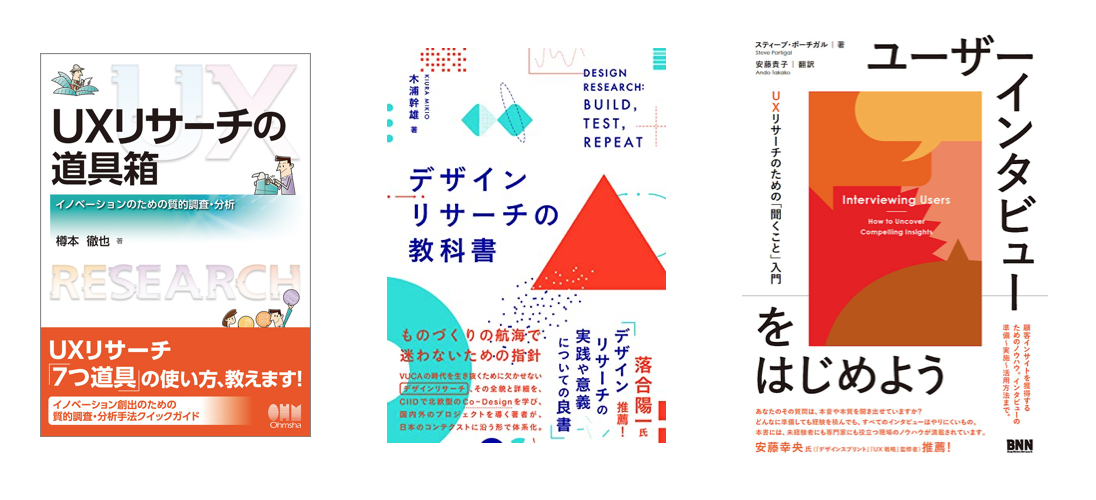 UX
UXリサーチの
道具箱
イノベーションのための質的調査・分析
樽本 徹也 著
RESEARCH
UXリサーチ
「7つ道具」の使い方、教えます!
イノベーション創出のための
質的調査・分析手法クイックガイド
OHM
Ohmsha
KIURA MIKIO
木浦幹雄 著
DESIGN
RESEARCH:
BUILD,
TEST,
REPEAT
デザイン
リサーチの
教科書
ものづくりの航海で
迷わないための指針
VUCAの時代を生き抜くために欠かせない
デザインリサーチ、その全貌と詳細を、
CIIDで北欧型のCo-Designを学び、
国内外のプロジェクトを導く著者が、
日本のコンテクストに沿う形で体系化。
落合陽一氏
推薦!
デザイン
リサーチの
実践や意義
についての良書
スティーブ・ポーチガル|著
Steve Portigal
安藤貴子|翻訳
Ando Takako
ユーザー
インタビュー
をはじめよう
UXリサーチのための「聞くこと」入門
Interviewing Users
How to Uncover
Compelling Insights
顧客インサイトを獲得する
ためのノウハウ。インタビューの
準備~実施~活用方法まで。
あなたのその質問は、本音や本質を聞き出せていますか?
どんなに準備しても経験を積んでも、すべてのインタビューはやりにくいもの。
本書には、未経験者にも専門家にも役立つ現場のノウハウが満載されています。
安藤幸央氏(『デザインスプリント』『UX戦略』監修者)推薦!
BNN